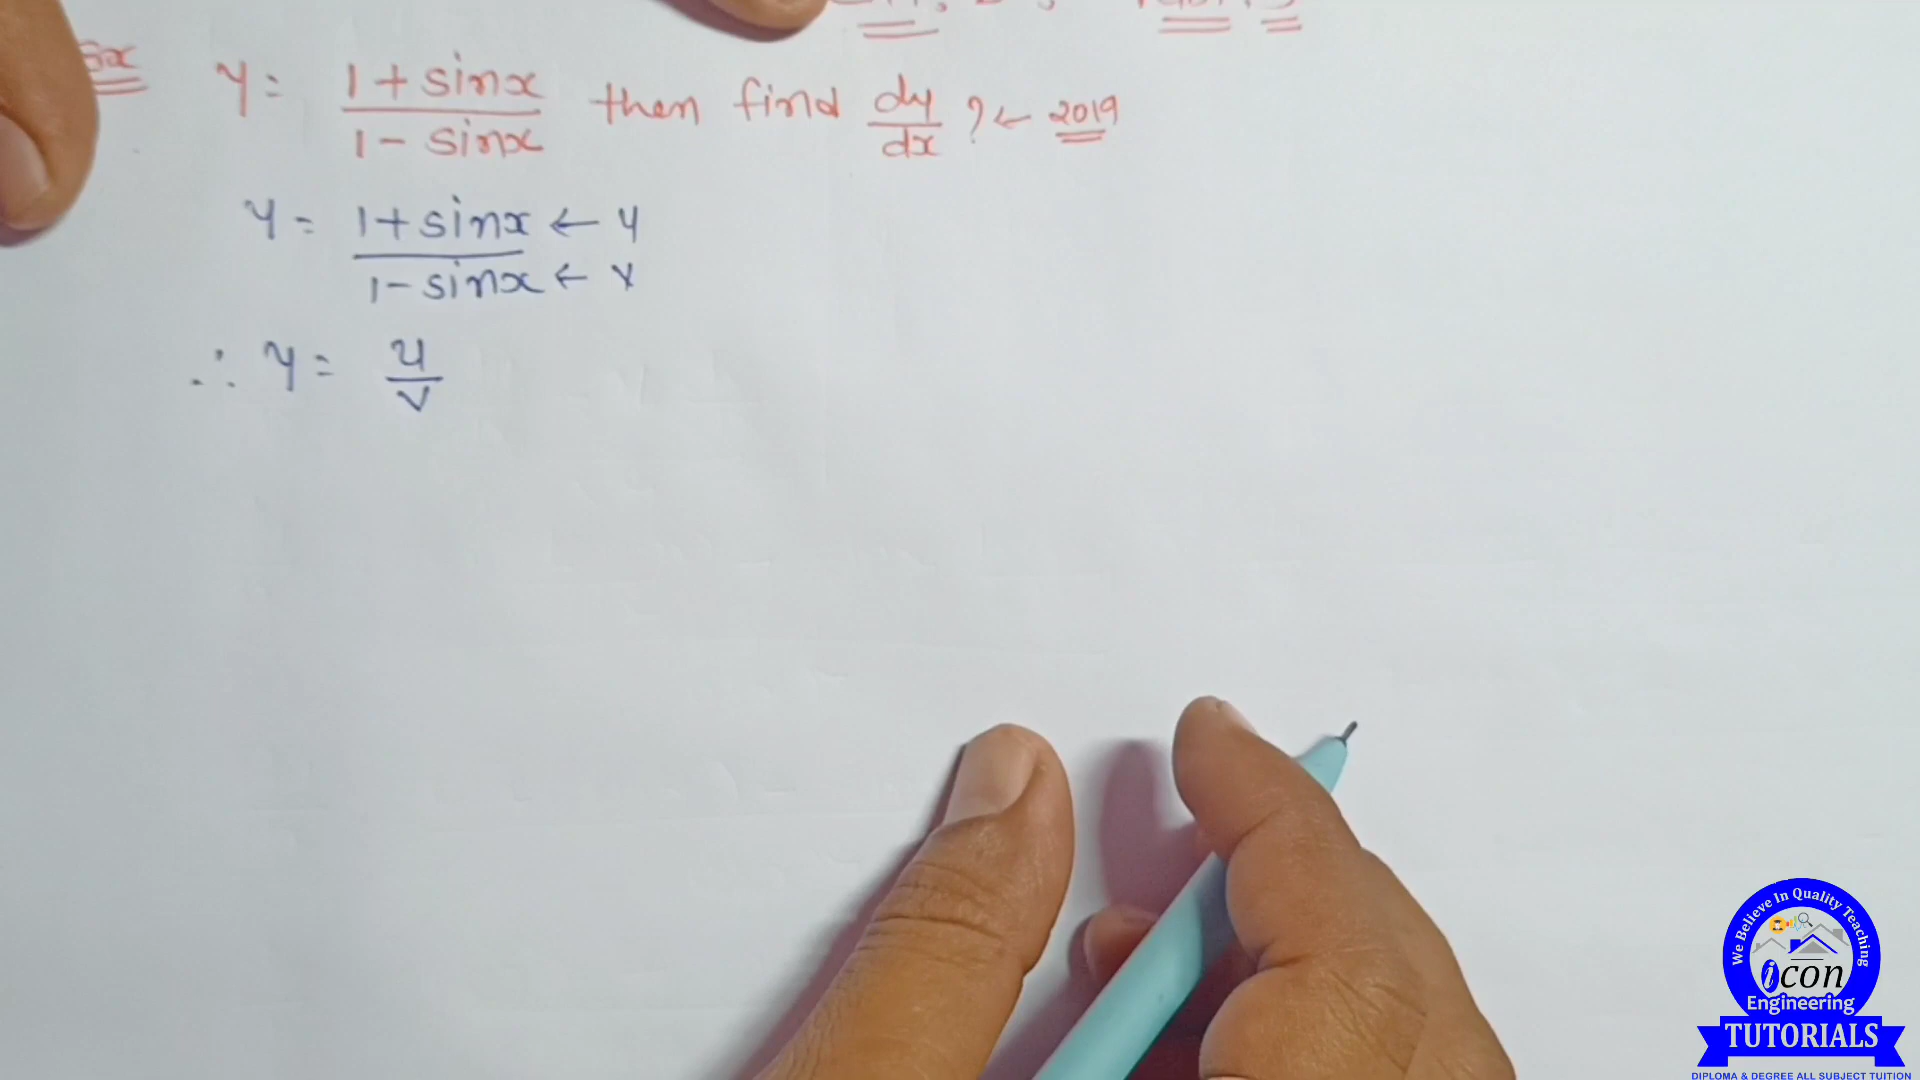 Ex y = 1 + sinx / 1 - sinx then find dy/dx ? ← 2019
y = 1 + sinx ← u / 1 - sinx ← v
∴ y = u / v
We Believe In Quality Teaching
icon
Engineering
TUTORIALS
DIPLOMA & DEGREE ALL SUBJECT TUITION